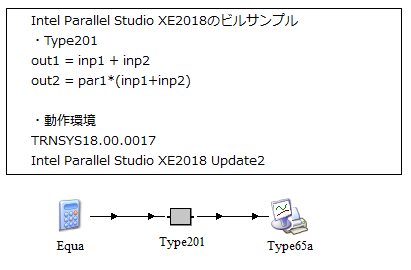 Intel Parallel Studio XE2018のビルサンプル
・Type201
out1 = inp1 + inp2
out2 = par1*(inp1+inp2)
・動作環境
TRNSYS18.00.0017
Intel Parallel Studio XE2018 Update2
Equa
Type201
Type65a